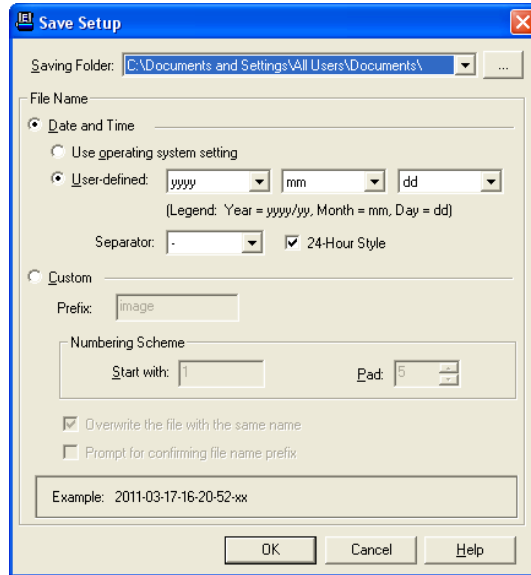 Save Setup
Saving Folder: C:\Documents and Settings\All Users\Documents\ ...
File Name
Date and Time
Use operating system setting
User-defined: yyyy mm dd
(Legend: Year = yyyy/yy, Month = mm, Day = dd)
Separator: - 24-Hour Style
Custom
Prefix: image
Numbering Scheme
Start with: 1 Pad: 5
Overwrite the file with the same name
Prompt for confirming file name prefix
Example: 2011-03-17-16-20-52-xx
OK Cancel Help